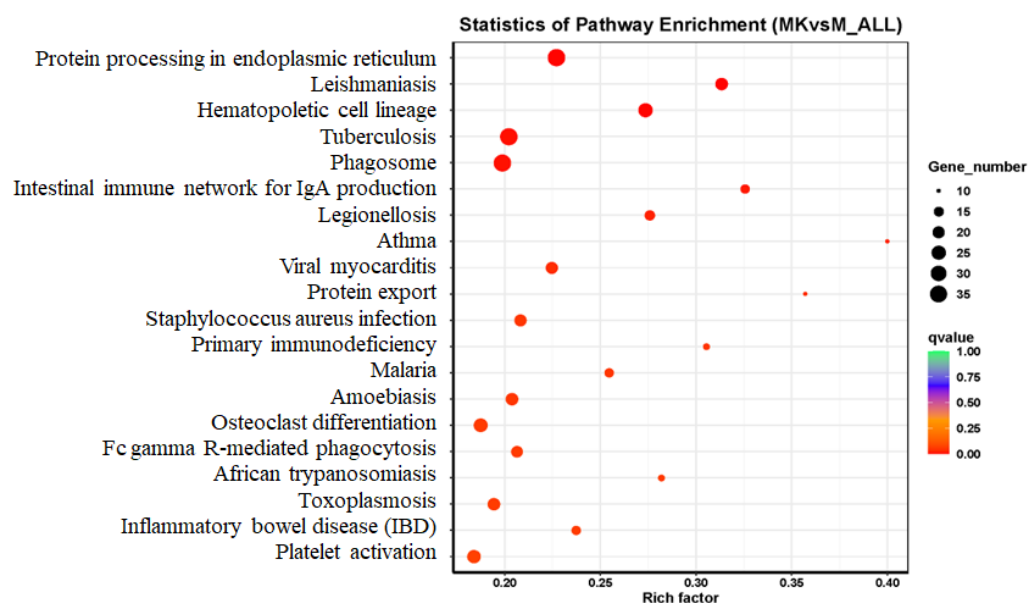 Statistics of Pathway Enrichment (MKvsM_ALL)
Protein processing in endoplasmic reticulum
Leishmaniasis
Hematopoletic cell lineage
Tuberculosis
Phagosome
Intestinal immune network for IgA production
Legionellosis
Athma
Viral myocarditis
Protein export
Staphylococcus aureus infection
Primary immunodeficiency
Malaria
Amoebiasis
Osteoclast differentiation
Fc gamma R-mediated phagocytosis
African trypanosomiasis
Toxoplasmosis
Inflammatory bowel disease (IBD)
Platelet activation
0.20 0.25 0.30 0.35 0.40
Rich factor
Gene_number
10
15
20
25
30
35
qvalue
1.00
0.75
0.50
0.25
0.00